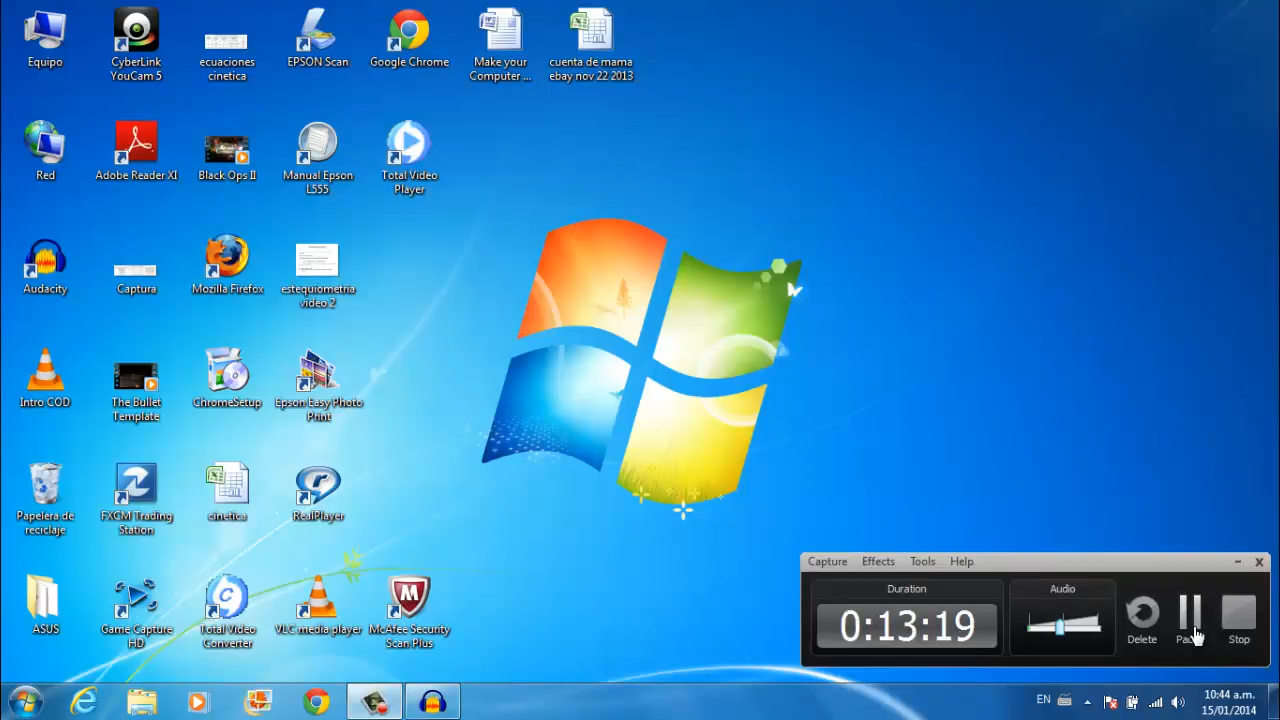 Equipo
CyberLink
YouCam 5
ecuaciones
cinetica
EPSON Scan
Google Chrome
Make your
Computer ...
cuenta de mama
ebay nov 22 2013
Red
Adobe Reader XI
Black Ops II
Manual Epson
L555
Total Video
Player
Audacity
Captura
Mozilla Firefox
estequiometria
video 2
Intro COD
The Bullet
Template
ChromeSetup
Epson Easy Photo
Print
Papelera de
reciclaje
FXCM Trading
Station
cinetica
RealPlayer
ASUS
Game Capture
HD
Total Video
Converter
VLC media player
McAfee Security
Scan Plus
Capture Effects Tools Help
Duration
0:13:19
Audio
Delete
Stop
EN
10:44 a.m.
15/01/2014